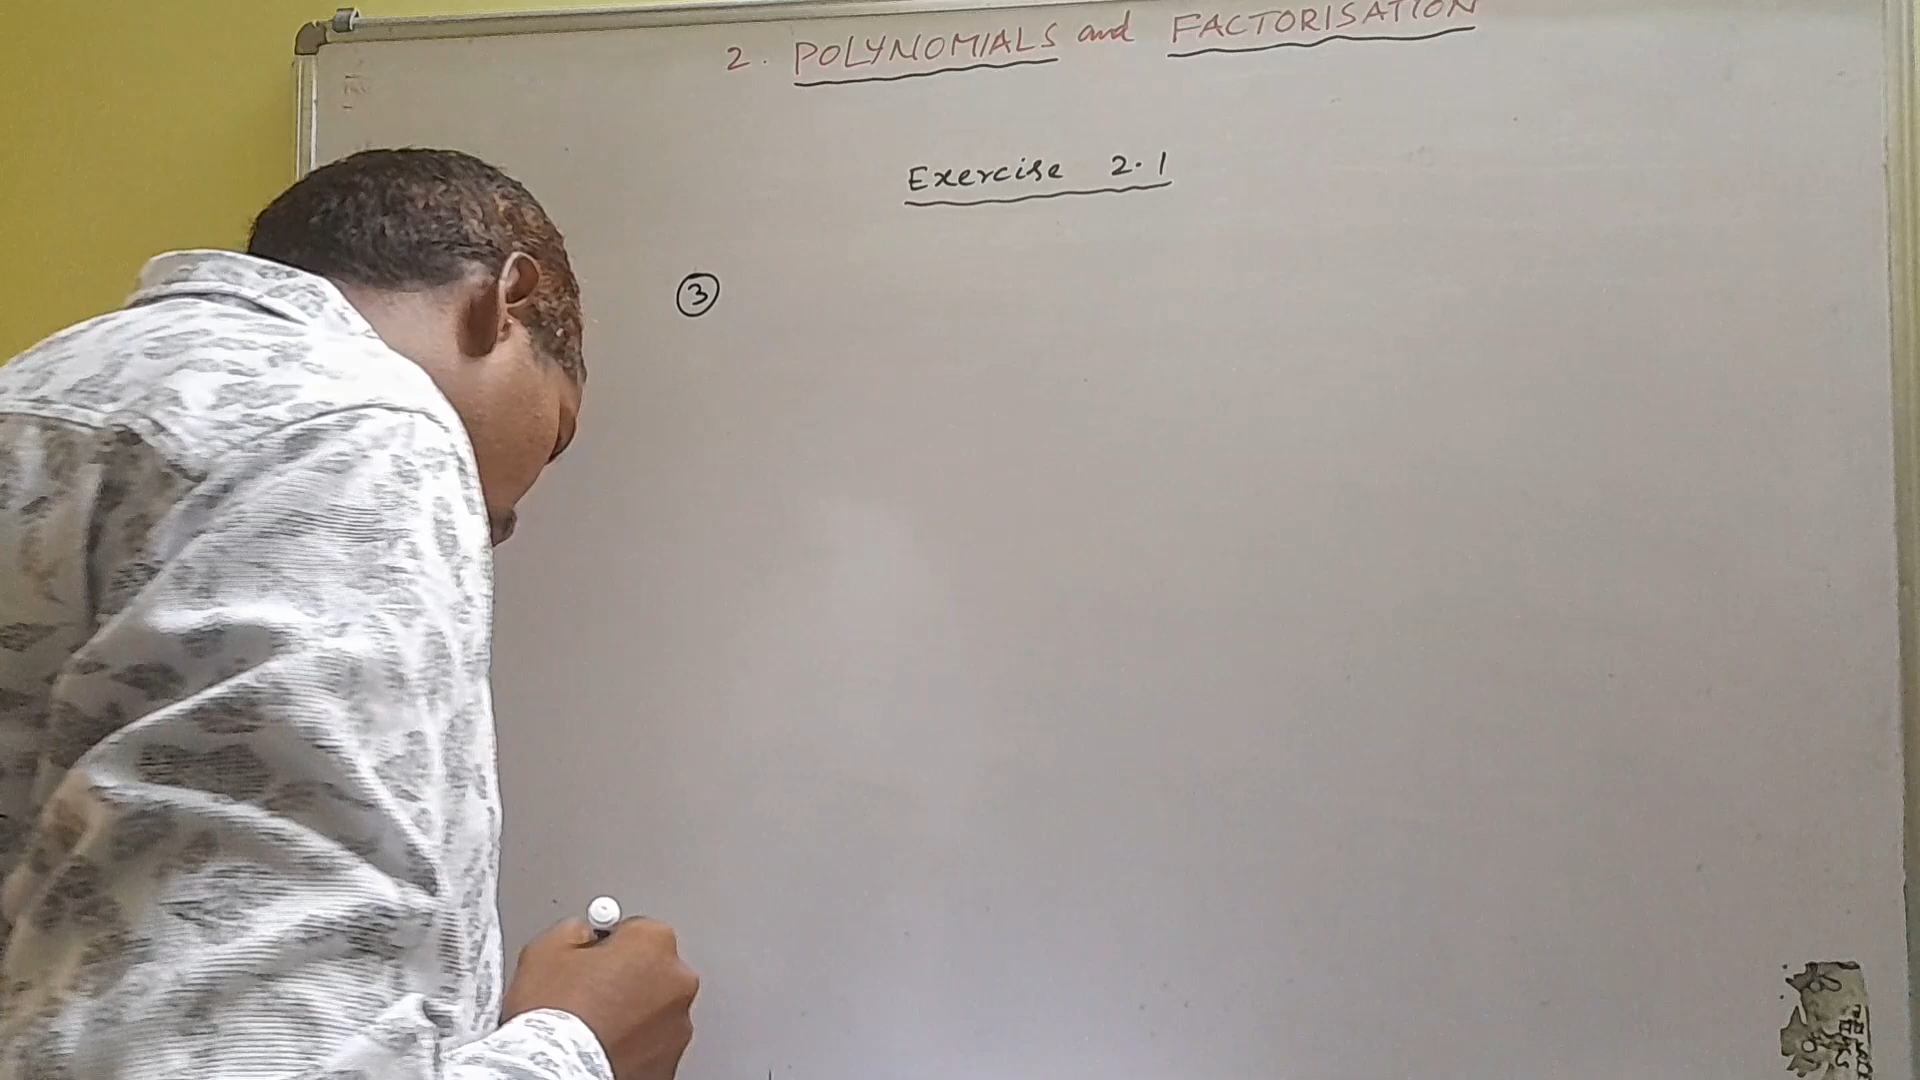 2. POLYNOMIALS and FACTORISATION
Exercise 2.1
3